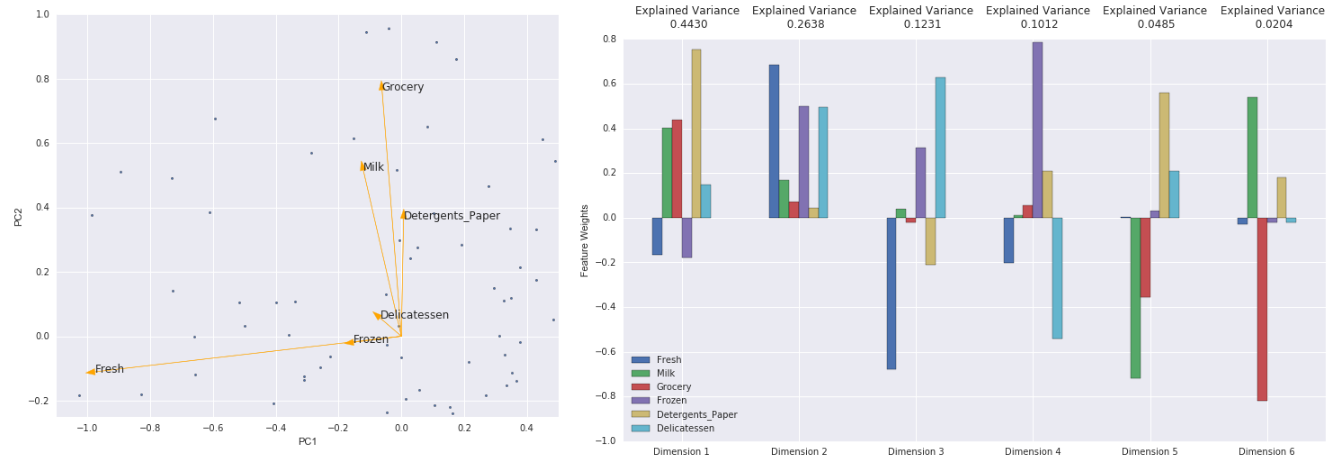 1.0
0.8
0.6
0.4
0.2
0.0
−0.2
PC2
Grocery
Milk
Detergents_Paper
Delicatessen
Frozen
Fresh
−1.0 −0.8 −0.6 −0.4 −0.2 0.0 0.2 0.4
PC1
Explained Variance Explained Variance Explained Variance Explained Variance Explained Variance Explained Variance
0.4430 0.2638 0.1231 0.1012 0.0485 0.0204
0.8
0.6
0.4
0.2
0.0
−0.2
−0.4
−0.6
−0.8
−1.0
Feature Weights
Fresh
Milk
Grocery
Frozen
Detergents_Paper
Delicatessen
Dimension 1 Dimension 2 Dimension 3 Dimension 4 Dimension 5 Dimension 6